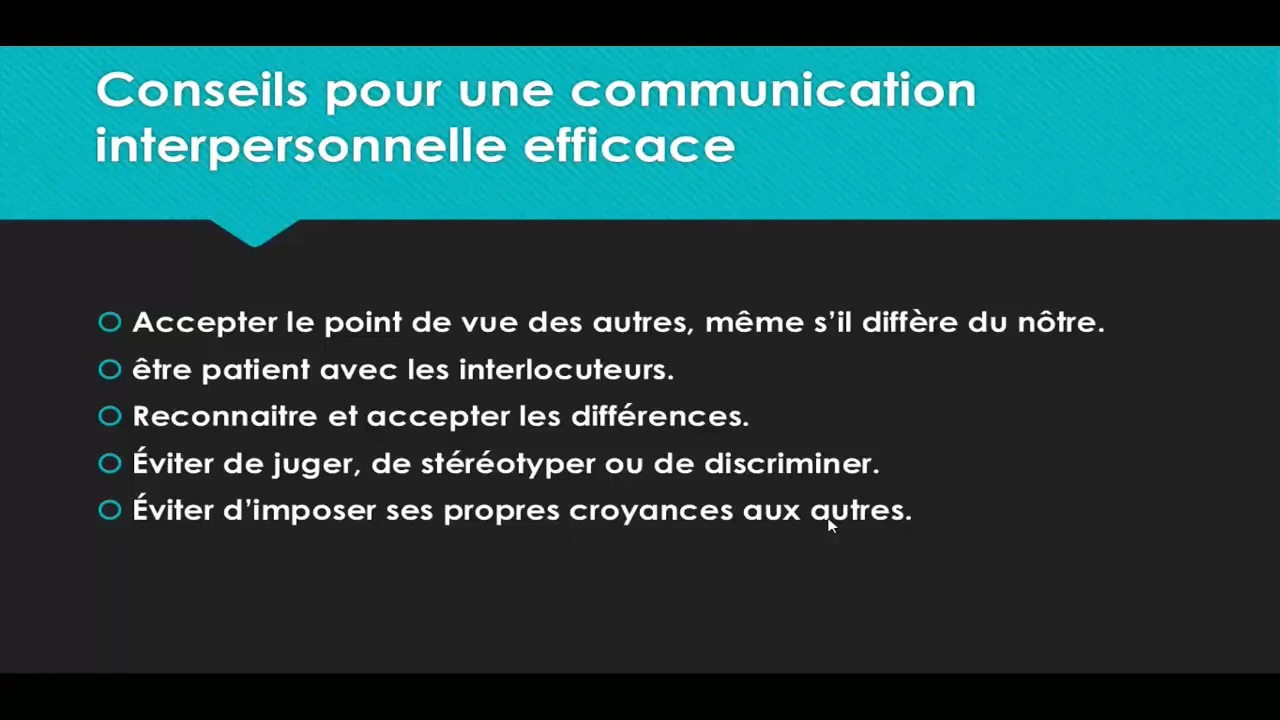 Conseils pour une communication
interpersonnelle efficace
Accepter le point de vue des autres, même s’il diffère du nôtre.
être patient avec les interlocuteurs.
Reconnaitre et accepter les différences.
Éviter de juger, de stéréotyper ou de discriminer.
Éviter d’imposer ses propres croyances aux autres.